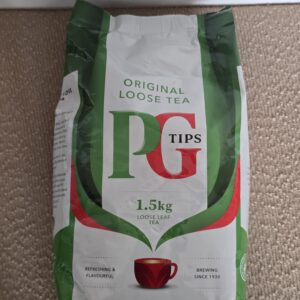 ORIGINAL
LOOSE TEA
PG
TIPS
1.5kg
LOOSE LEAF
TEA
REFRESHING &
FLAVOURFUL
BREWING
SINCE 1930